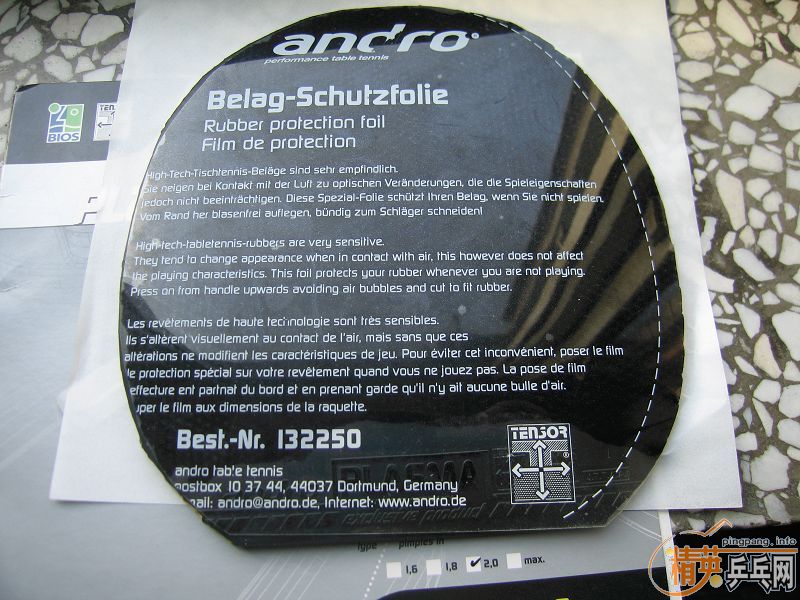 andro®
performance table tennis
Belag-Schutzfolie
Rubber protection foil
Film de protection
BIOS
TENSOR
High-Tech-Tischtennis-Beläge sind sehr empfindlich.
Sie neigen bei Kontakt mit der Luft zu optischen Veränderungen, die die Spieleigenschaften
jedoch nicht beeinträchtigen. Diese Spezial-Folie schützt Ihren Belag, wenn Sie nicht spielen.
Vom Rand her blasenfrei auflegen, bündig zum Schläger schneiden!
High-tech-tabletennis-rubbers are very sensitive.
They tend to change appearance when in contact with air, this however does not affect
the playing characteristics. This foil protects your rubber whenever you are not playing.
Press on from handle upwards avoiding air bubbles and cut to fit rubber.
Les revêtements de haute technologie sont très sensibles.
Ils s'altèrent visuellement au contact de l'air, mais sans que ces
altérations ne modifient les caractéristiques de jeu. Pour éviter cet inconvénient, poser le film
de protection spécial sur votre revêtement quand vous ne jouez pas. La pose de film
effecture ent partnat du bord et en prenant garde qu'il n'y ait aucune bulle d'air.
uper le film aux dimensions de la raquette.
Best.-Nr. 132250
TENSOR
andro table tennis
postbox 10 37 44, 44037 Dortmund, Germany
email: andro@andro.de, Internet: www.andro.de
PLASMA
exclusive product
type pimples in
1,6 1,8 2,0 max.
pingpang.info
精英乒乓网